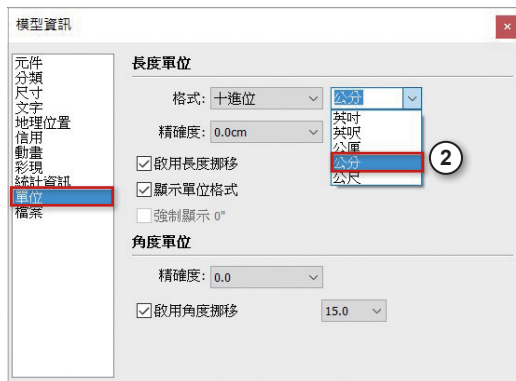 模型資訊
元件
分類
尺寸
文字
地理位置
信用
動畫
彩現
統計資訊
單位
檔案
長度單位
格式: 十進位 公分
英吋
英呎
公厘
公分
公尺
2
精確度: 0.0cm
啟用長度挪移
顯示單位格式
強制顯示 0"
角度單位
精確度: 0.0
啟用角度挪移 15.0